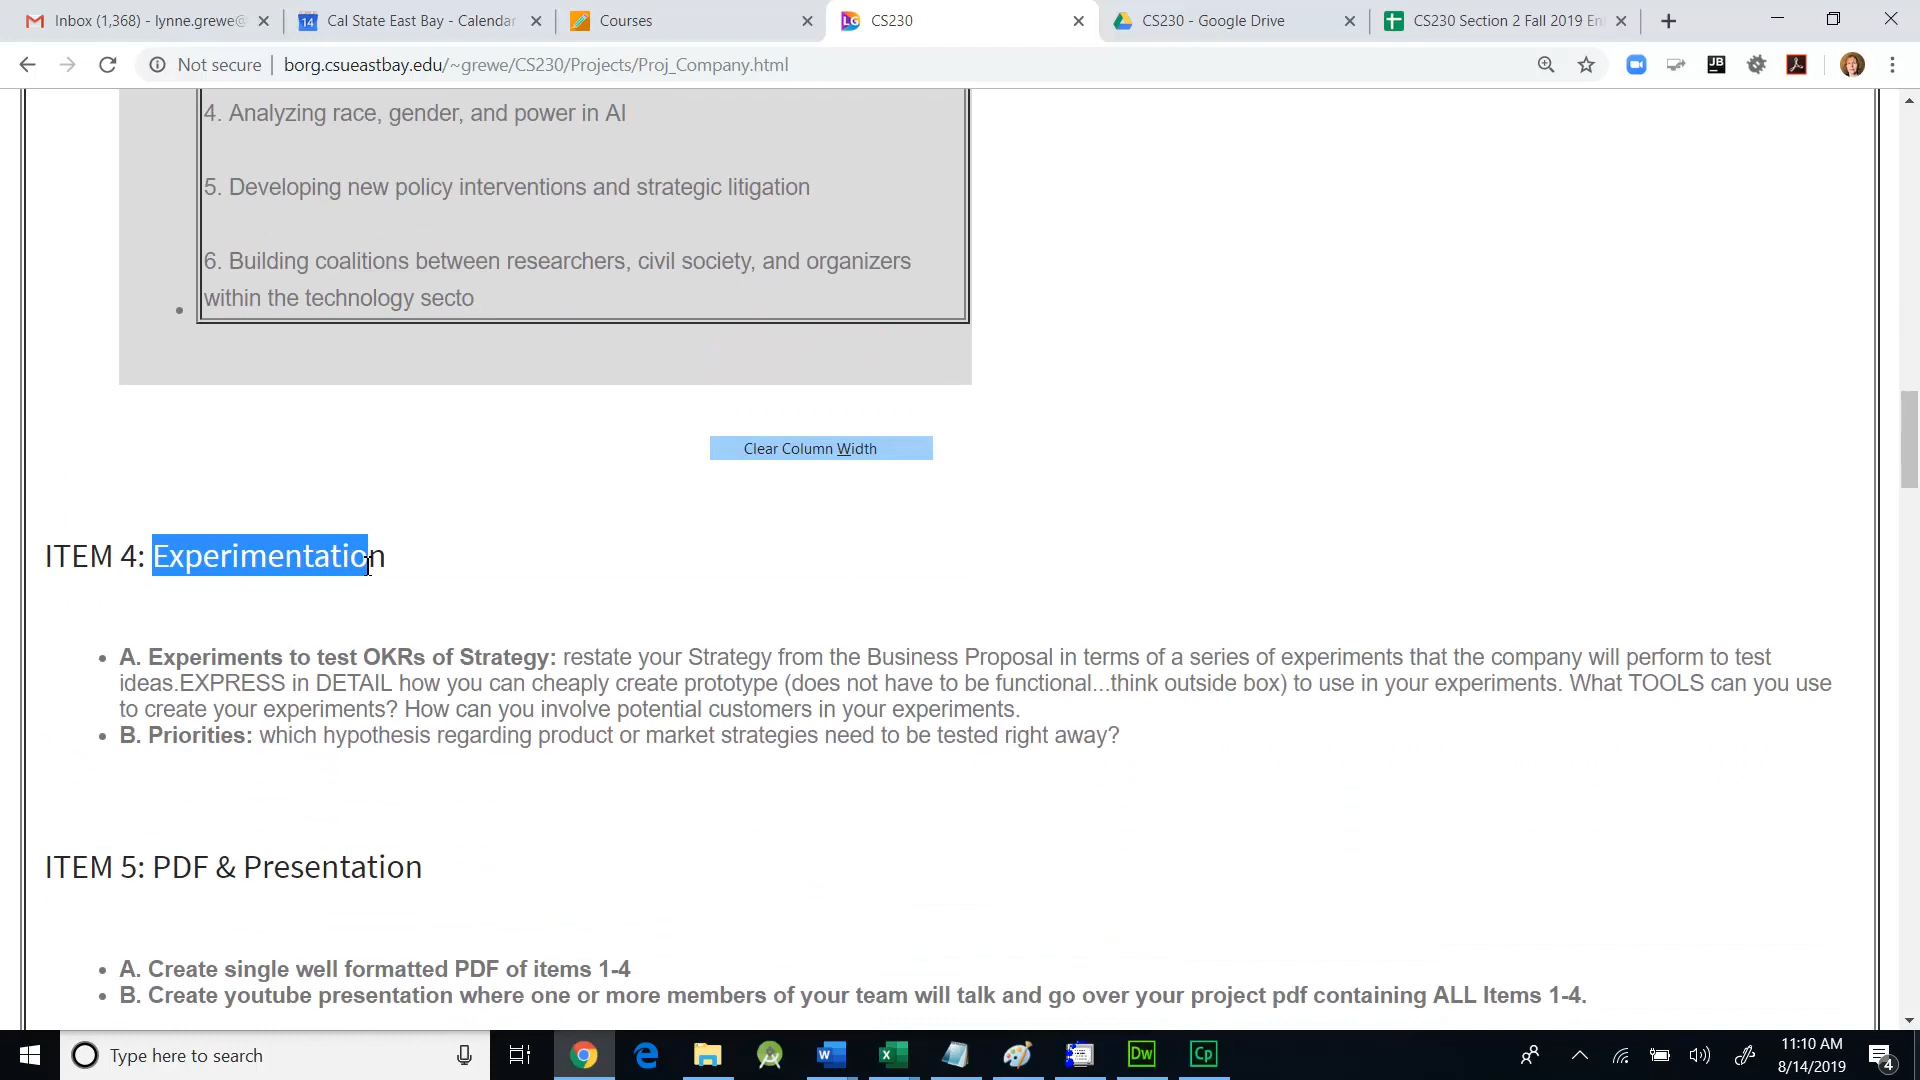 Inbox (1,368) - lynne.grewe@
Cal State East Bay - Calendar
14
Courses
LG
CS230
CS230 - Google Drive
CS230 Section 2 Fall 2019 En
Not secure
borg.csueastbay.edu/~grewe/CS230/Projects/Proj_Company.html
JB
4. Analyzing race, gender, and power in AI
5. Developing new policy interventions and strategic litigation
6. Building coalitions between researchers, civil society, and organizers
within the technology secto
Clear Column Width
ITEM 4: Experimentation
• A. Experiments to test OKRs of Strategy: restate your Strategy from the Business Proposal in terms of a series of experiments that the company will perform to test
ideas.EXPRESS in DETAIL how you can cheaply create prototype (does not have to be functional...think outside box) to use in your experiments. What TOOLS can you use
to create your experiments? How can you involve potential customers in your experiments.
• B. Priorities: which hypothesis regarding product or market strategies need to be tested right away?
ITEM 5: PDF & Presentation
• A. Create single well formatted PDF of items 1-4
• B. Create youtube presentation where one or more members of your team will talk and go over your project pdf containing ALL Items 1-4.
Type here to search
Dw
Cp
11:10 AM
8/14/2019
4